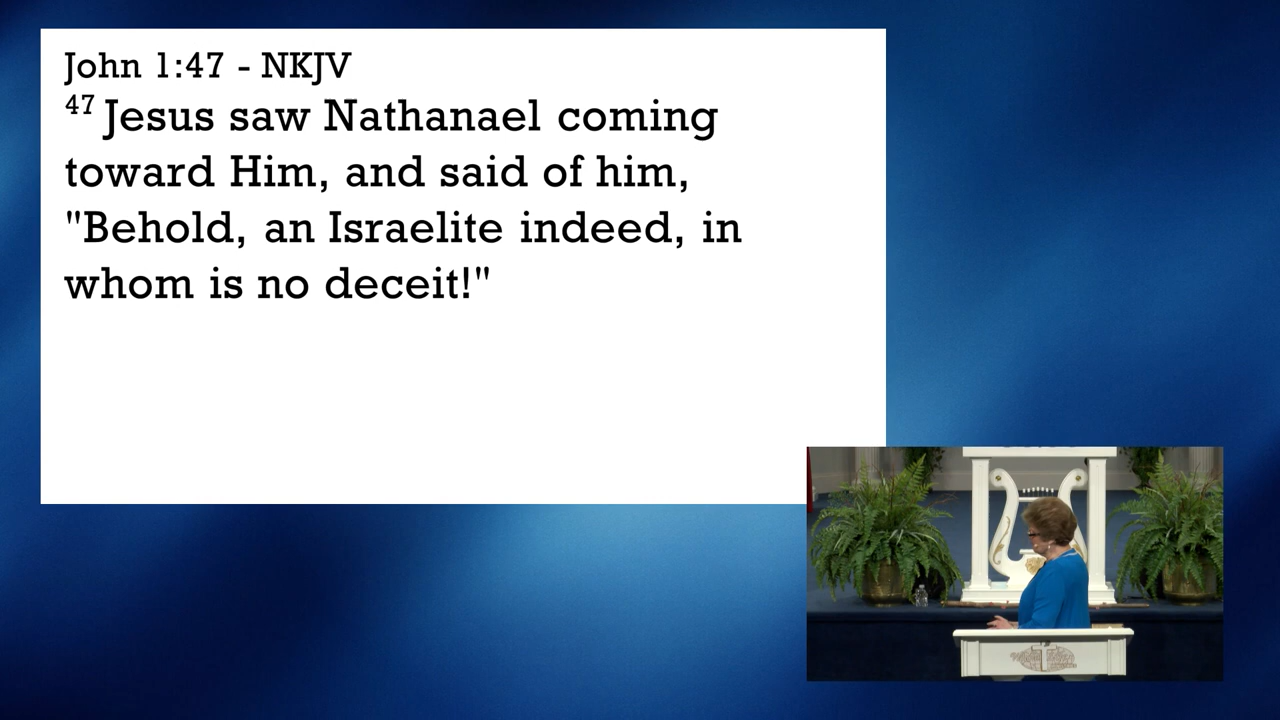 John 1:47 - NKJV
47 Jesus saw Nathanael coming
toward Him, and said of him,
"Behold, an Israelite indeed, in
whom is no deceit!"